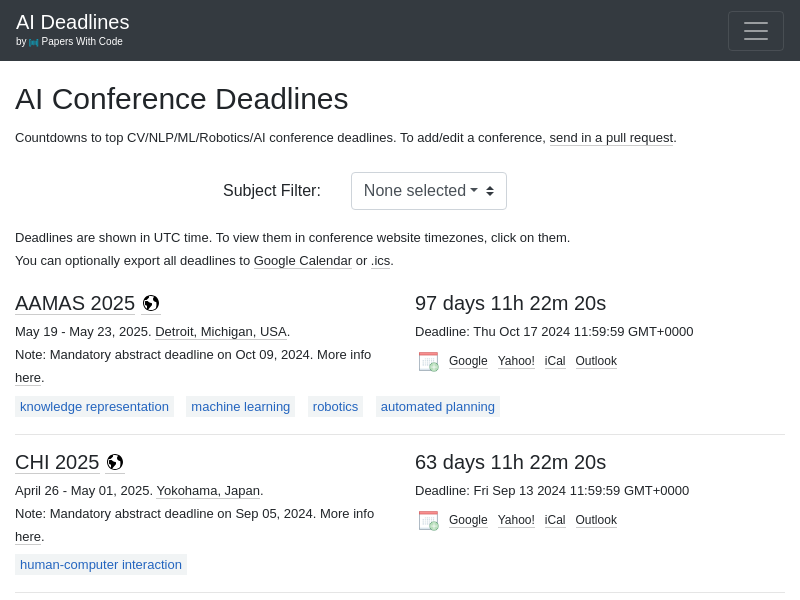 AI Deadlines
by Papers With Code
AI Conference Deadlines
Countdowns to top CV/NLP/ML/Robotics/AI conference deadlines. To add/edit a conference, send in a pull request.
Subject Filter: None selected
Deadlines are shown in UTC time. To view them in conference website timezones, click on them.
You can optionally export all deadlines to Google Calendar or .ics.
AAMAS 2025
May 19 - May 23, 2025. Detroit, Michigan, USA.
Note: Mandatory abstract deadline on Oct 09, 2024. More info
here.
97 days 11h 22m 20s
Deadline: Thu Oct 17 2024 11:59:59 GMT+0000
Google Yahoo! iCal Outlook
knowledge representation machine learning robotics automated planning
CHI 2025
April 26 - May 01, 2025. Yokohama, Japan.
Note: Mandatory abstract deadline on Sep 05, 2024. More info
here.
63 days 11h 22m 20s
Deadline: Fri Sep 13 2024 11:59:59 GMT+0000
Google Yahoo! iCal Outlook
human-computer interaction